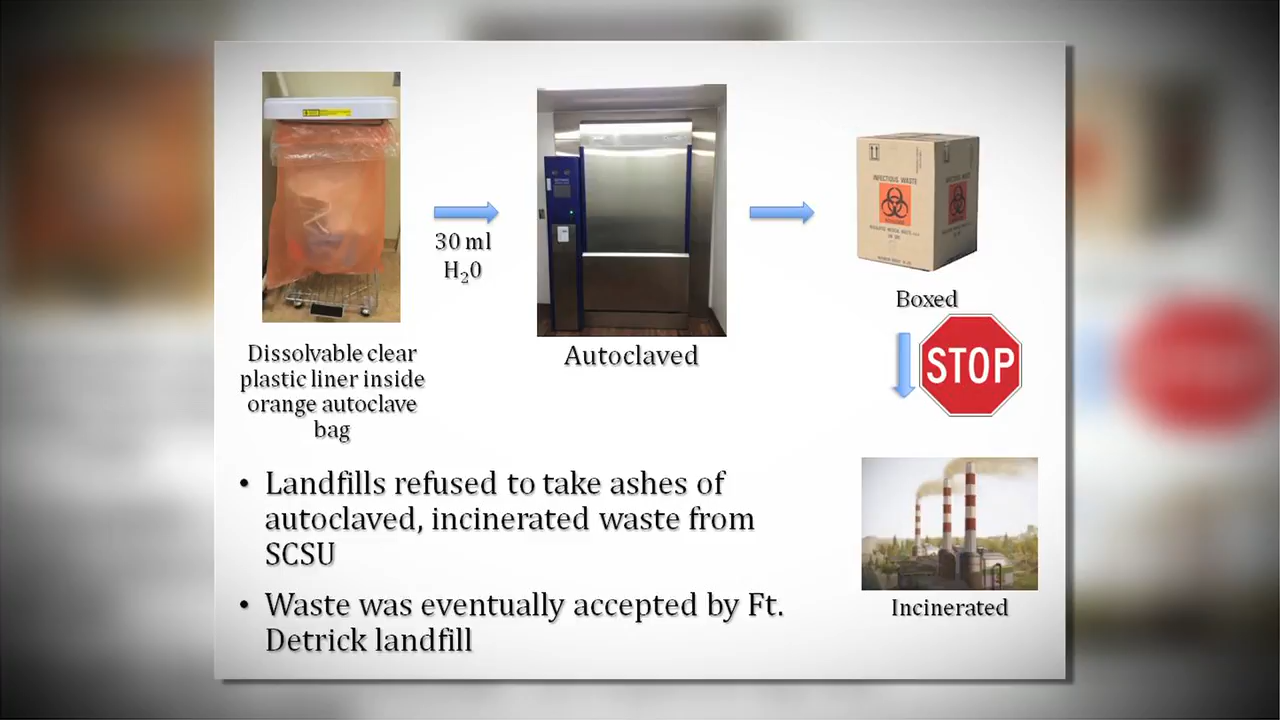 Dissolvable clear
plastic liner inside
orange autoclave
bag
30 ml
H₂0
Autoclaved
INFECTIOUS WASTE
Boxed
STOP
Incinerated
• Landfills refused to take ashes of
autoclaved, incinerated waste from
SCSU
• Waste was eventually accepted by Ft.
Detrick landfill